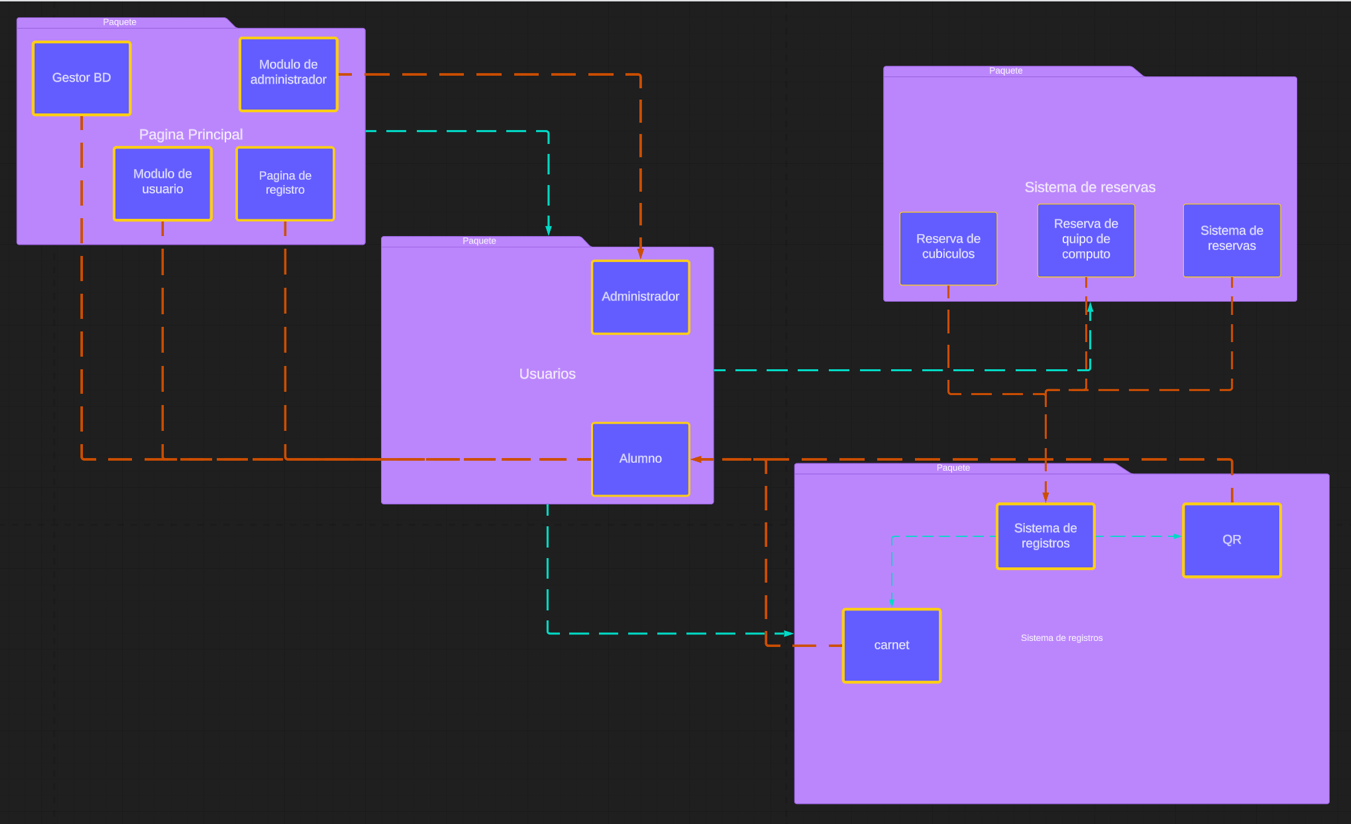 Paquete
Gestor BD
Modulo de
administrador
Pagina Principal
Modulo de
usuario
Pagina de
registro
Paquete
Administrador
Usuarios
Alumno
Paquete
Sistema de reservas
Reserva de
cubiculos
Reserva de
quipo de
computo
Sistema de
reservas
Paquete
Sistema de
registros
QR
carnet
Sistema de registros